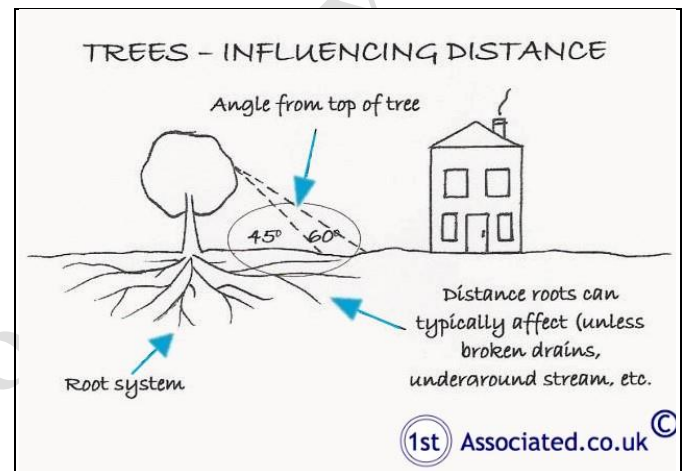 TREES – INFLUENCING DISTANCE
Angle from top of tree
45° 60°
Distance roots can
typically affect (unless
broken drains,
underground stream, etc.
Root system
1st Associated.co.uk ©